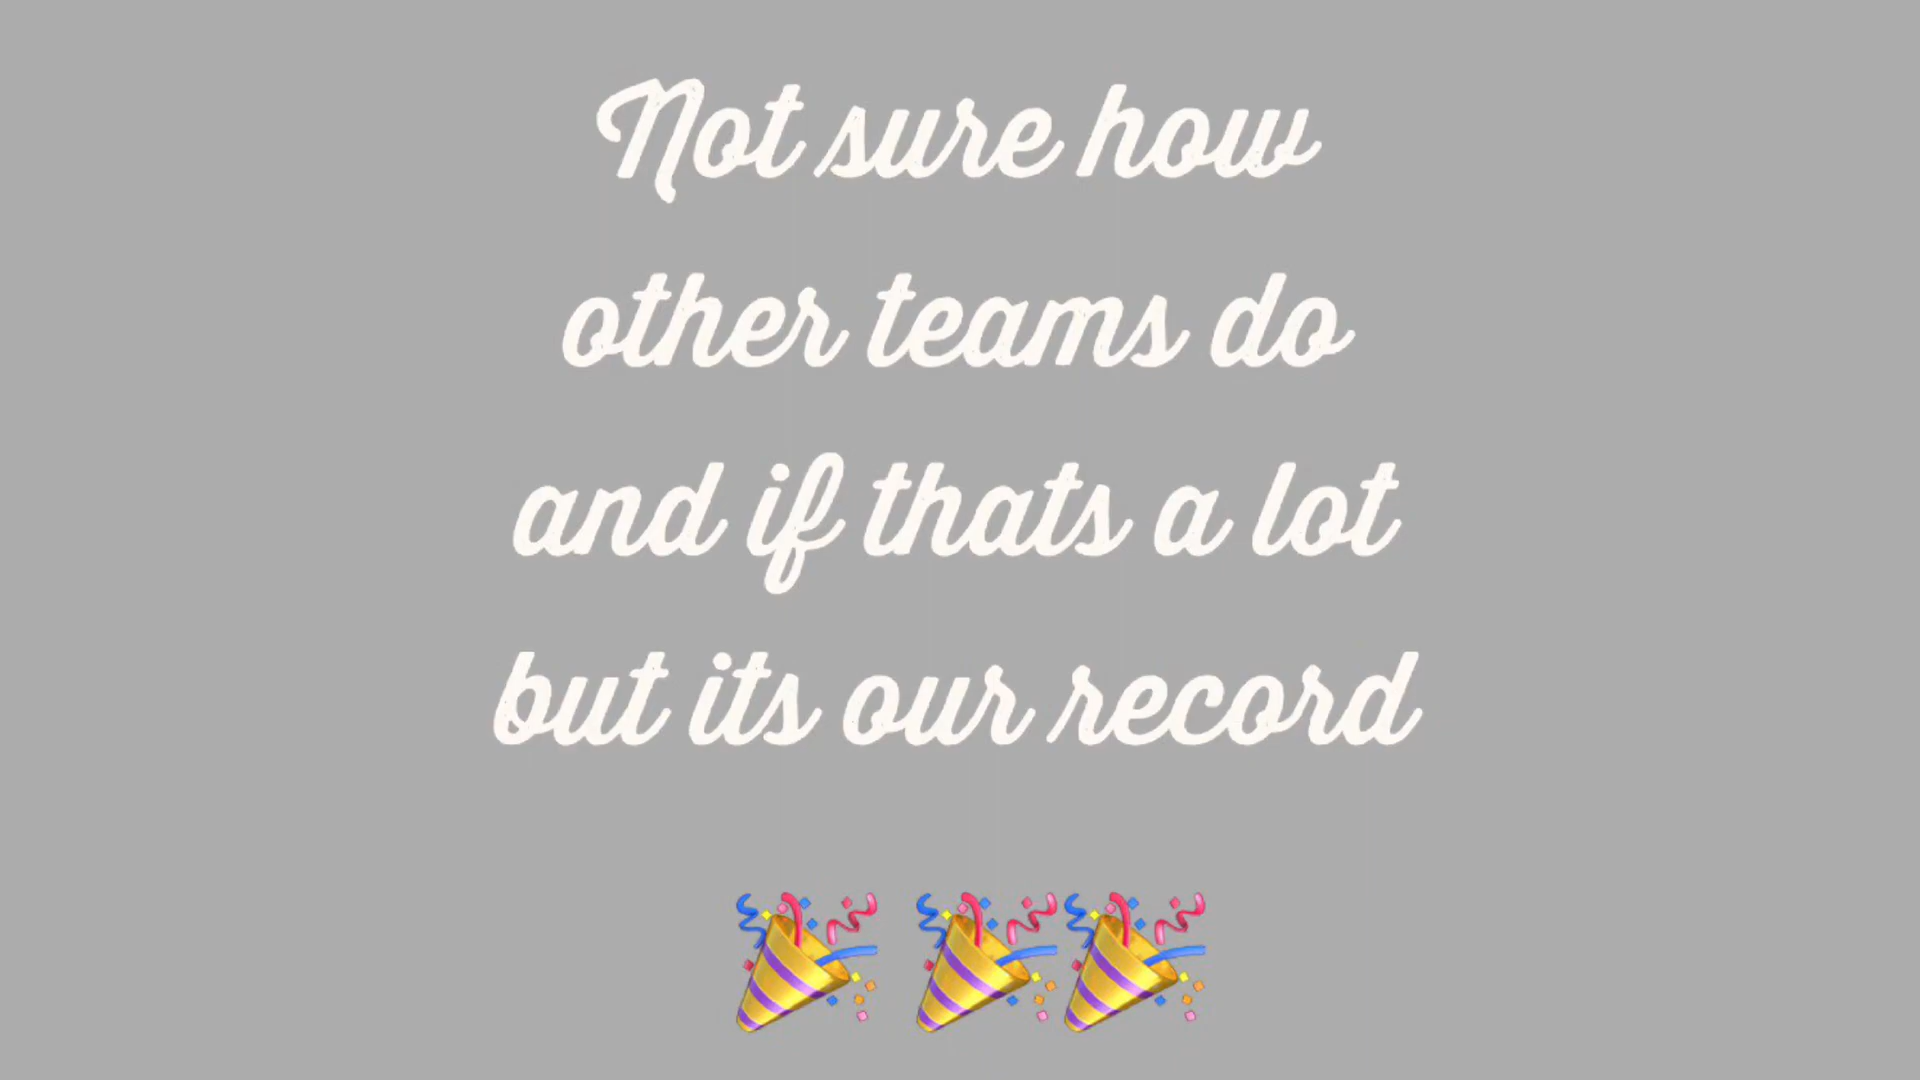 Not sure how
other teams do
and if thats a lot
but its our record
🎉 🎉🎉